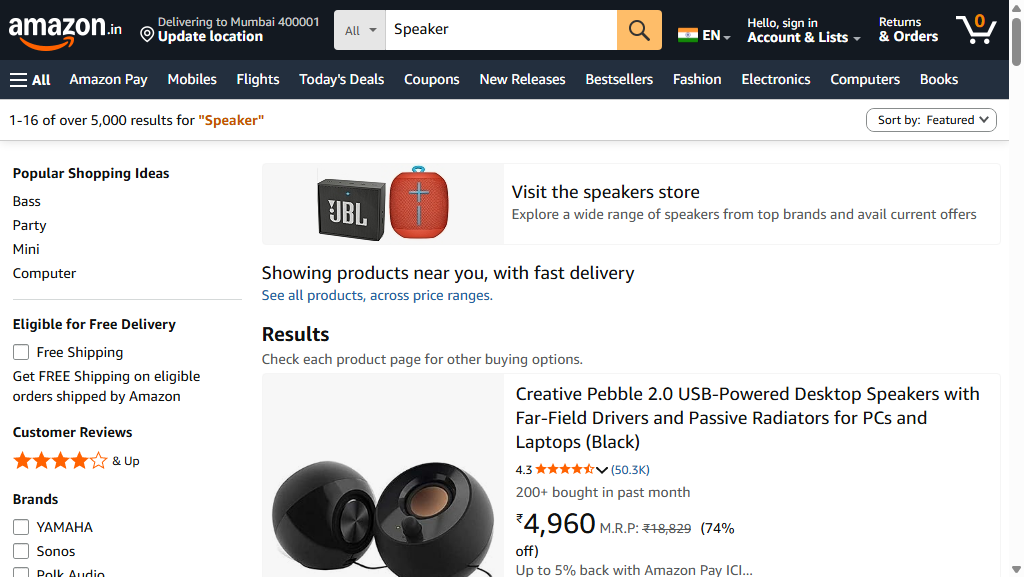 amazon.in
Delivering to Mumbai 400001
Update location
All
Speaker
EN
Hello, sign in
Account & Lists
Returns
& Orders
0
All
Amazon Pay
Mobiles
Flights
Today's Deals
Coupons
New Releases
Bestsellers
Fashion
Electronics
Computers
Books
1-16 of over 5,000 results for "Speaker"
Sort by: Featured
Popular Shopping Ideas
Bass
Party
Mini
Computer
Eligible for Free Delivery
Free Shipping
Get FREE Shipping on eligible
orders shipped by Amazon
Customer Reviews
& Up
Brands
YAMAHA
Sonos
Polk Audio
JBL
Visit the speakers store
Explore a wide range of speakers from top brands and avail current offers
Showing products near you, with fast delivery
See all products, across price ranges.
Results
Check each product page for other buying options.
Creative Pebble 2.0 USB-Powered Desktop Speakers with
Far-Field Drivers and Passive Radiators for PCs and
Laptops (Black)
4.3 (50.3K)
200+ bought in past month
₹4,960 M.R.P: ₹18,829 (74%
off)
Up to 5% back with Amazon Pay ICI...